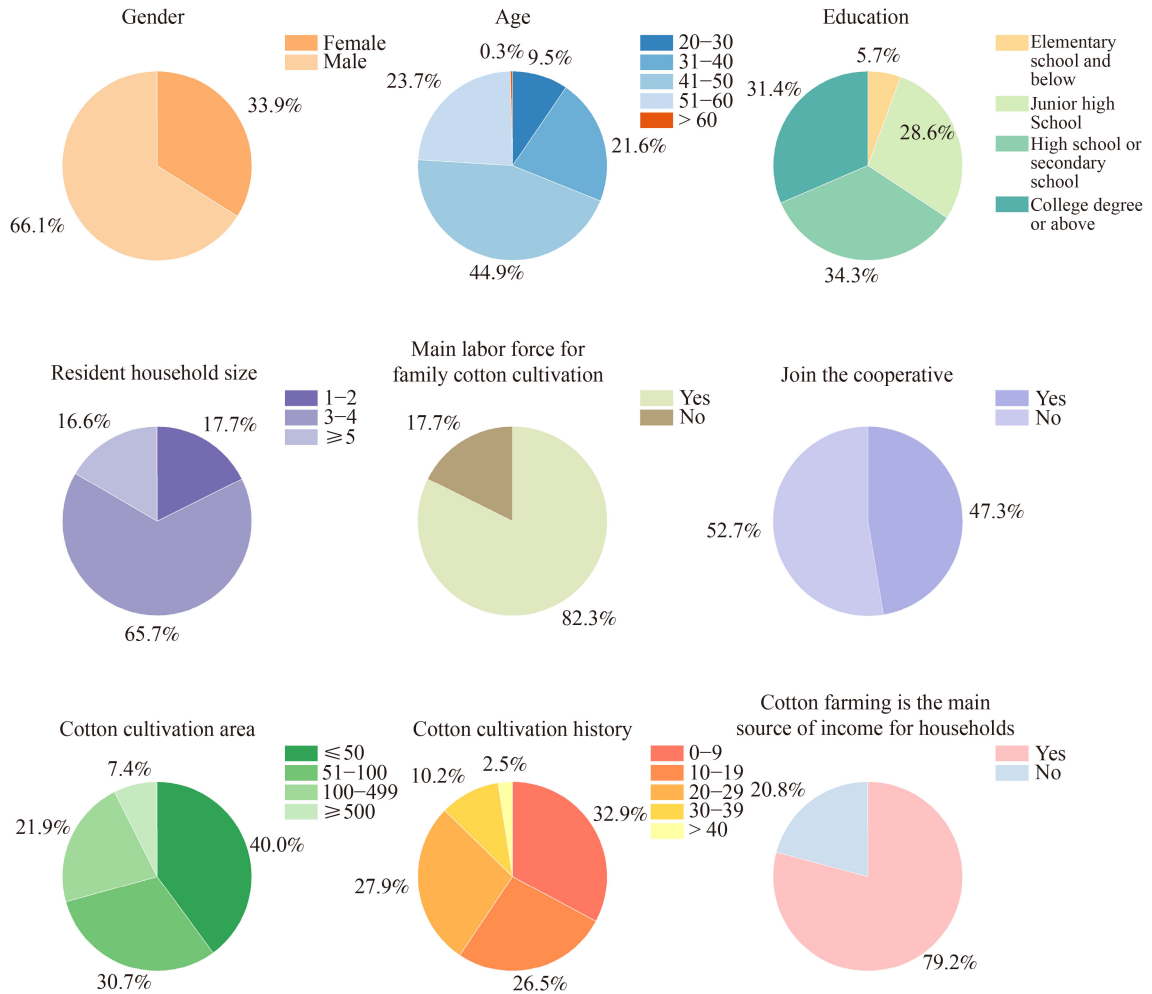 Gender
Female
Male
33.9%
66.1%
Age
20−30
31−40
41−50
51−60
> 60
0.3%
9.5%
23.7%
21.6%
44.9%
Education
Elementary
school and
below
Junior high
School
High school or
secondary
school
College degree
or above
5.7%
31.4%
28.6%
34.3%
Resident household size
1−2
3−4
⩾5
16.6%
17.7%
65.7%
Main labor force for
family cotton cultivation
Yes
No
17.7%
82.3%
Join the cooperative
Yes
No
47.3%
52.7%
Cotton cultivation area
⩽50
51−100
100−499
⩾500
7.4%
21.9%
40.0%
30.7%
Cotton cultivation history
0−9
10−19
20−29
30−39
> 40
2.5%
10.2%
32.9%
27.9%
26.5%
Cotton farming is the main
source of income for households
Yes
No
20.8%
79.2%